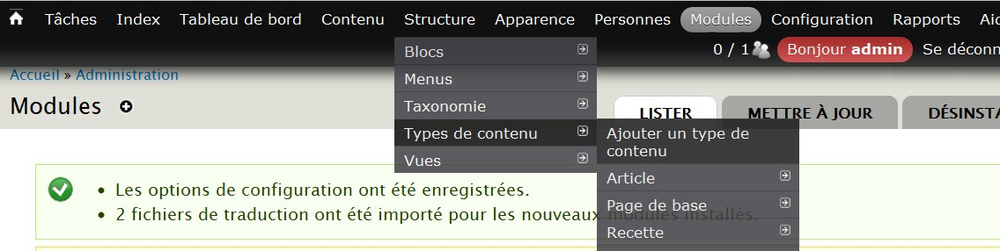 Tâches Index Tableau de bord Contenu Structure Apparence Personnes Modules Configuration Rapports
0 / 1 Bonjour admin Se déconn
Accueil » Administration
Modules
LISTER METTRE À JOUR DÉSINSTA
Blocs
Menus
Taxonomie
Types de contenu
Vues
Ajouter un type de
contenu
Article
Page de base
Recette
Les options de configuration ont été enregistrées.
2 fichiers de traduction ont été importé pour les nouveaux modules installés.